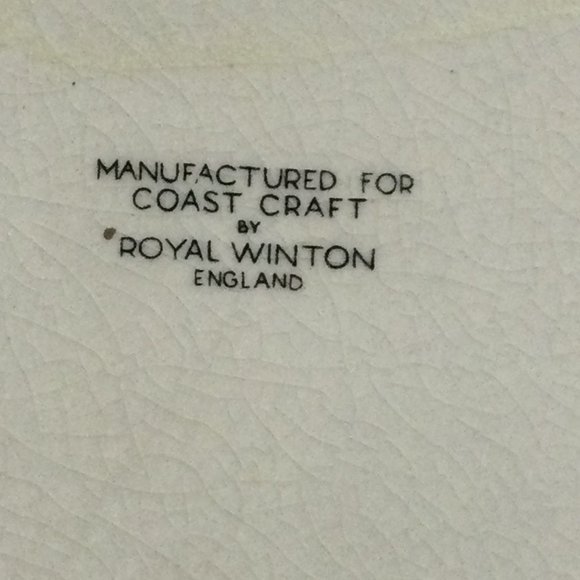 MANUFACTURED FOR
COAST CRAFT
BY
ROYAL WINTON
ENGLAND